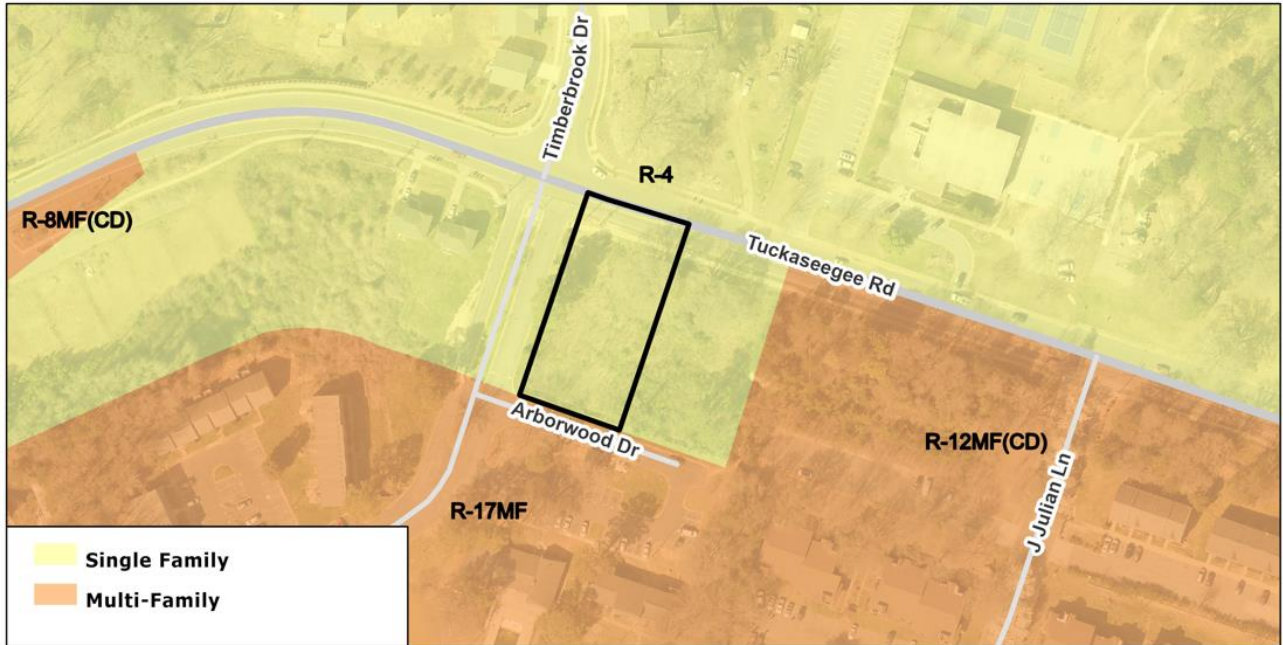 Timberbrook Dr
R-4
R-8MF(CD)
Tuckaseegee Rd
Arborwood Dr
R-12MF(CD)
J Julian Ln
R-17MF
Single Family
Multi-Family